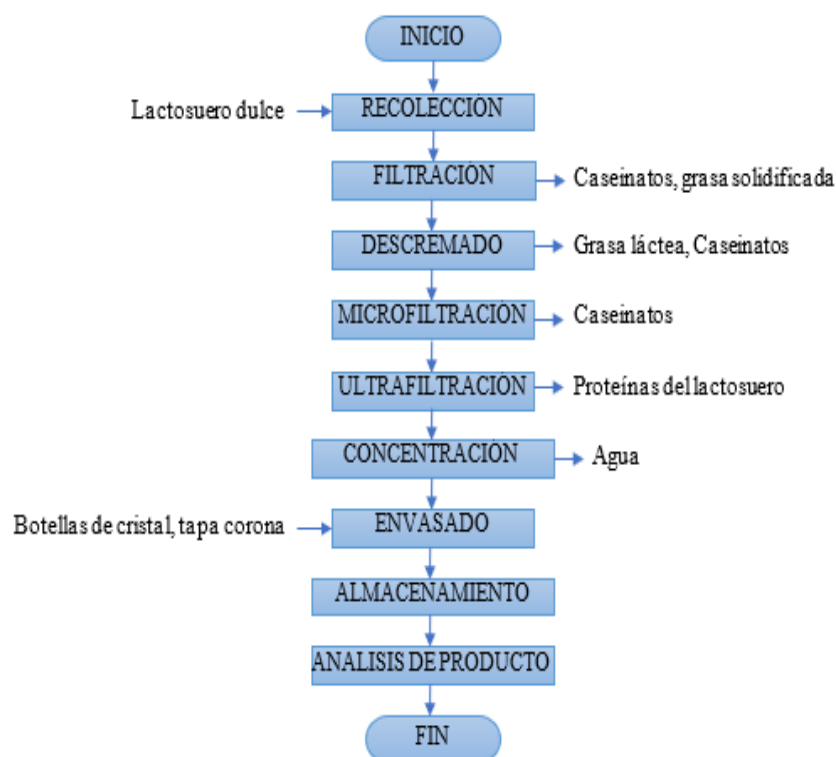 INICIO
Lactosuero dulce
RECOLECCIÓN
FILTRACIÓN
Caseinatos, grasa solidificada
DESCREMADO
Grasa láctea, Caseinatos
MICROFILTRACIÓN
Caseinatos
ULTRAFILTRACIÓN
Proteínas del lactosuero
CONCENTRACIÓN
Agua
Botellas de cristal, tapa corona
ENVASADO
ALMACENAMIENTO
ANALISIS DE PRODUCTO
FIN